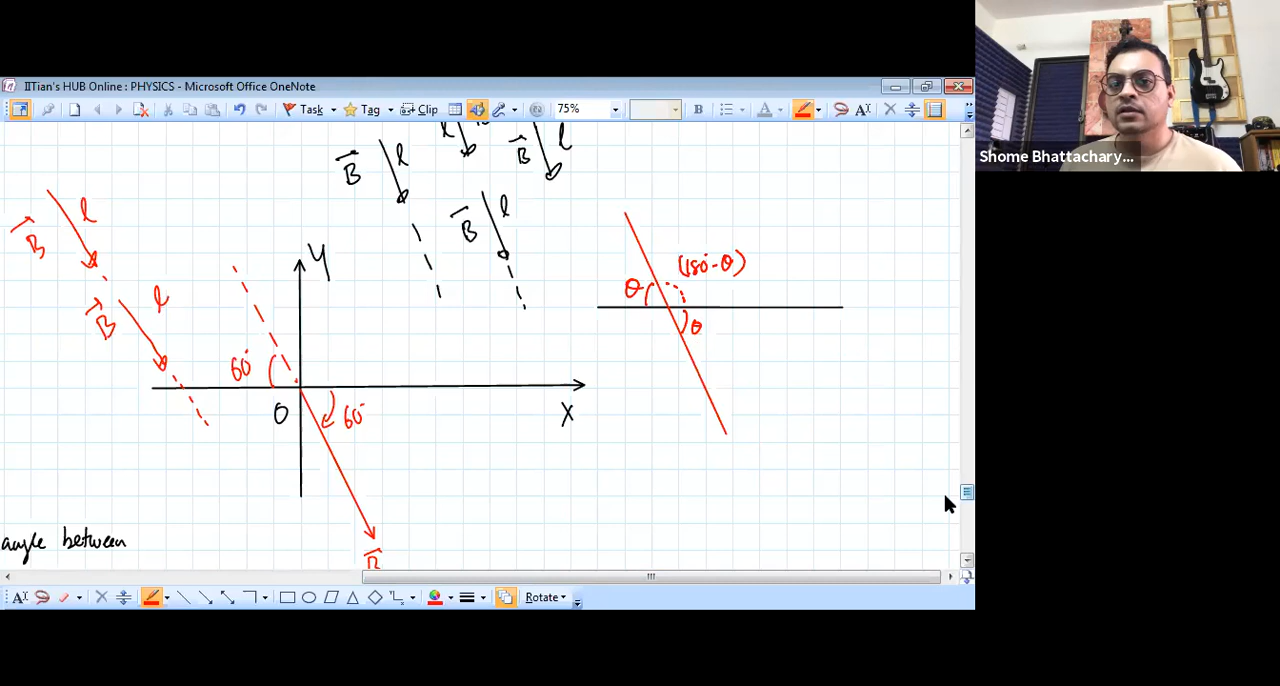 IITian's HUB Online : PHYSICS - Microsoft Office OneNote
Task Tag Clip 75% B A
Shome Bhattachary...
B l
B l
B l
B l
B l
Y
60°
O
60°
X
(180°-θ)
θ
θ
angle between
Rotate